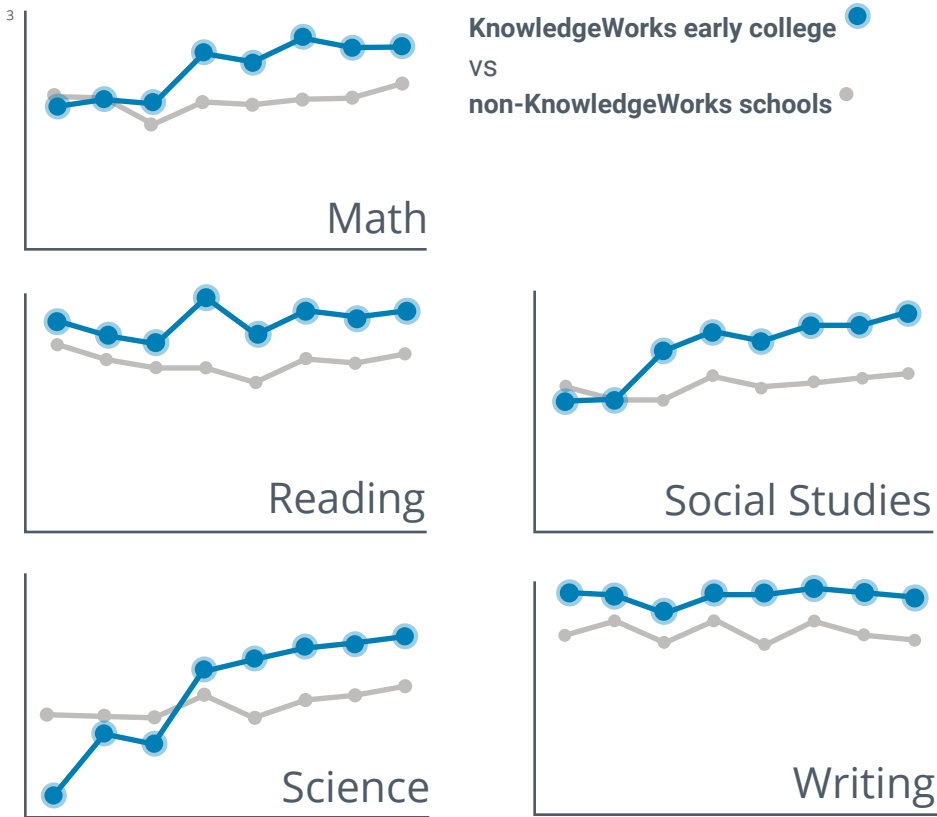 3
KnowledgeWorks early college
vs
non-KnowledgeWorks schools
Math
Reading
Social Studies
Science
Writing